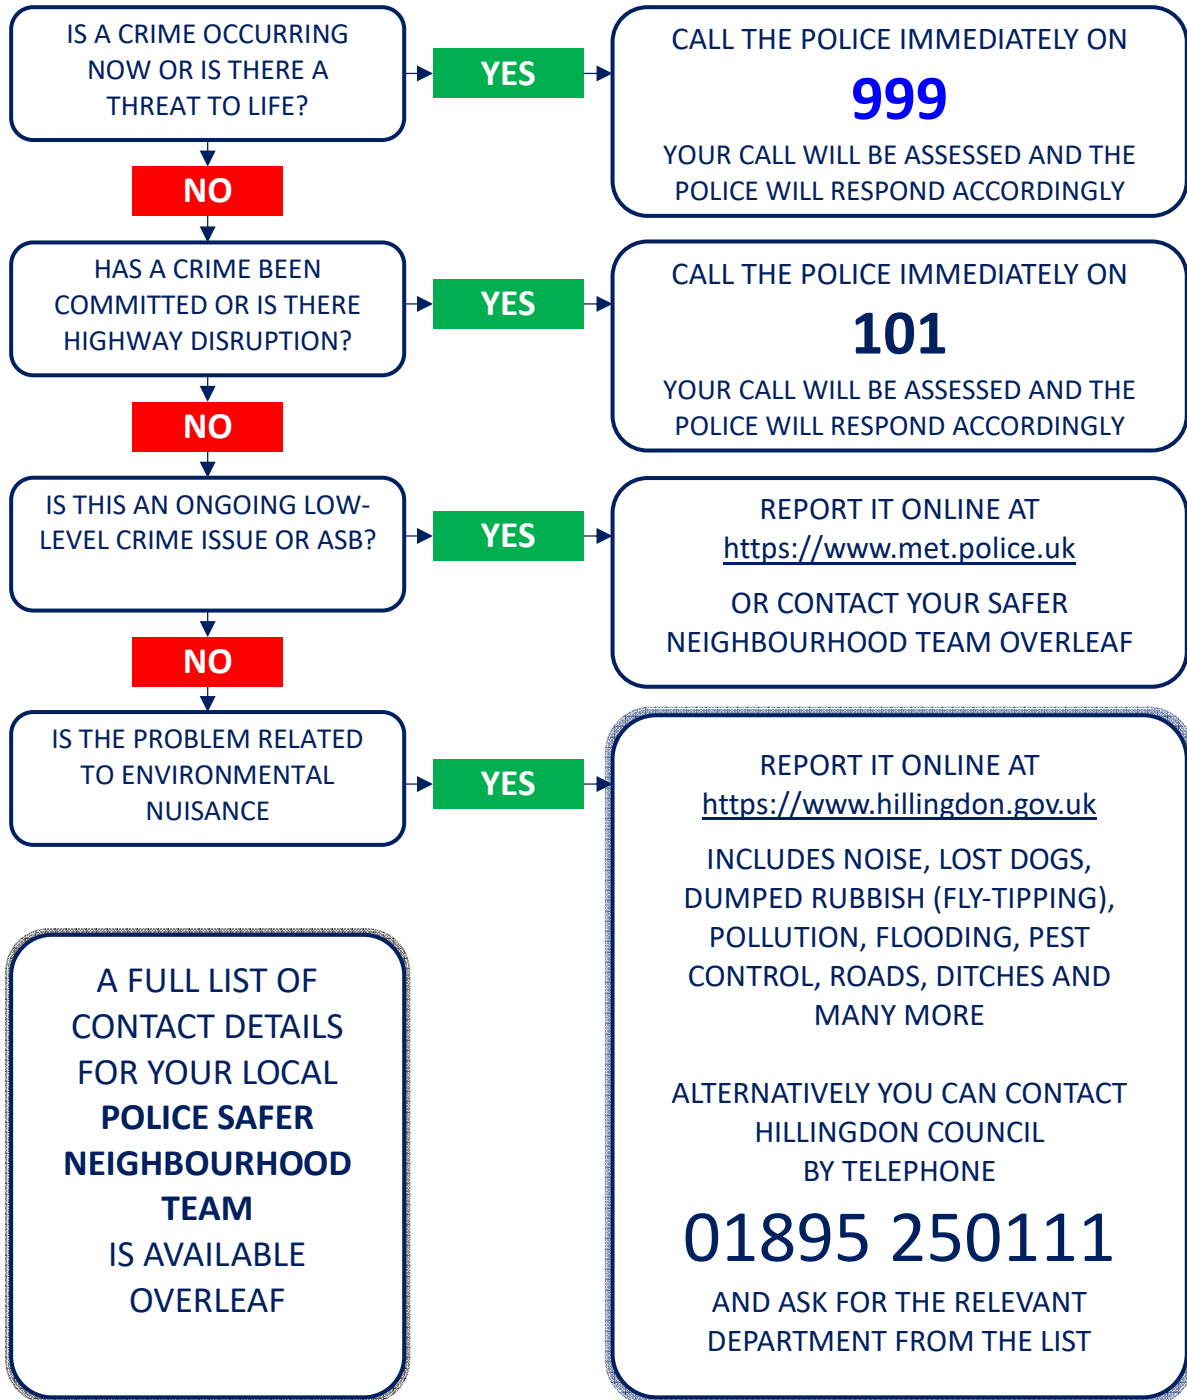 IS A CRIME OCCURRING
NOW OR IS THERE A
THREAT TO LIFE?
YES
CALL THE POLICE IMMEDIATELY ON
999
YOUR CALL WILL BE ASSESSED AND THE
POLICE WILL RESPOND ACCORDINGLY
NO
HAS A CRIME BEEN
COMMITTED OR IS THERE
HIGHWAY DISRUPTION?
YES
CALL THE POLICE IMMEDIATELY ON
101
YOUR CALL WILL BE ASSESSED AND THE
POLICE WILL RESPOND ACCORDINGLY
NO
IS THIS AN ONGOING LOW-
LEVEL CRIME ISSUE OR ASB?
YES
REPORT IT ONLINE AT
https://www.met.police.uk
OR CONTACT YOUR SAFER
NEIGHBOURHOOD TEAM OVERLEAF
NO
IS THE PROBLEM RELATED
TO ENVIRONMENTAL
NUISANCE
YES
REPORT IT ONLINE AT
https://www.hillingdon.gov.uk
INCLUDES NOISE, LOST DOGS,
DUMPED RUBBISH (FLY-TIPPING),
POLLUTION, FLOODING, PEST
CONTROL, ROADS, DITCHES AND
MANY MORE
ALTERNATIVELY YOU CAN CONTACT
HILLINGDON COUNCIL
BY TELEPHONE
01895 250111
AND ASK FOR THE RELEVANT
DEPARTMENT FROM THE LIST
A FULL LIST OF
CONTACT DETAILS
FOR YOUR LOCAL
POLICE SAFER
NEIGHBOURHOOD
TEAM
IS AVAILABLE
OVERLEAF